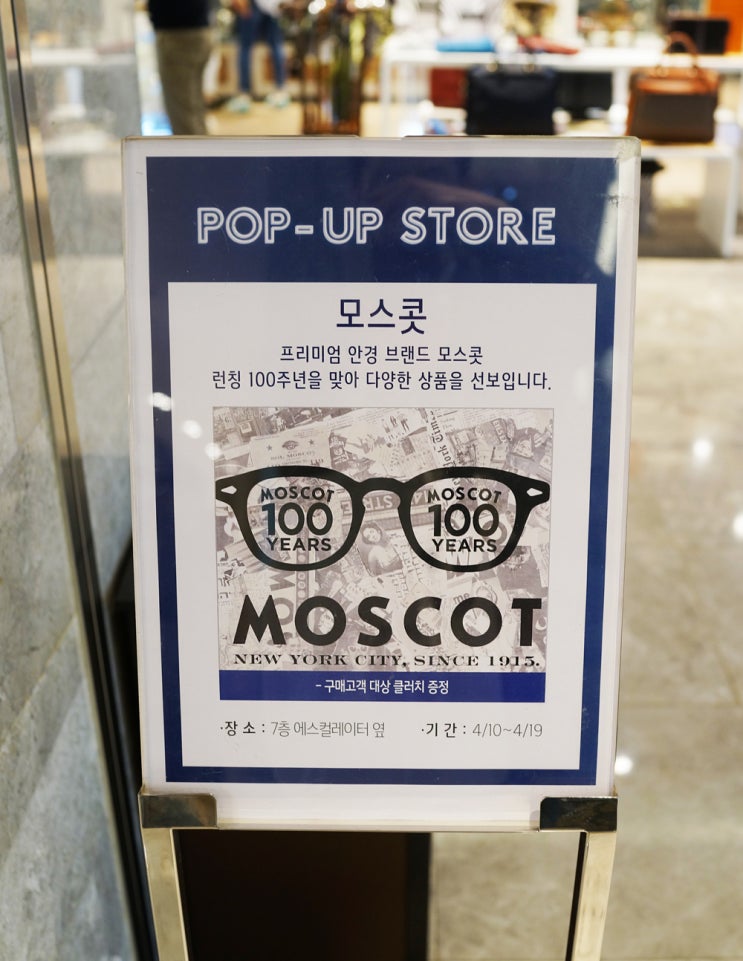 POP-UP STORE
모스콧
프리미엄 안경 브랜드 모스콧
런칭 100주년을 맞아 다양한 상품을 선보입니다.
MOSCOT
100
YEARS
MOSCOT
100
YEARS
MOSCOT
NEW YORK CITY, SINCE 1915.
- 구매고객 대상 클러치 증정
·장 소 : 7층 에스컬레이터 옆
·기 간 : 4/10~4/19